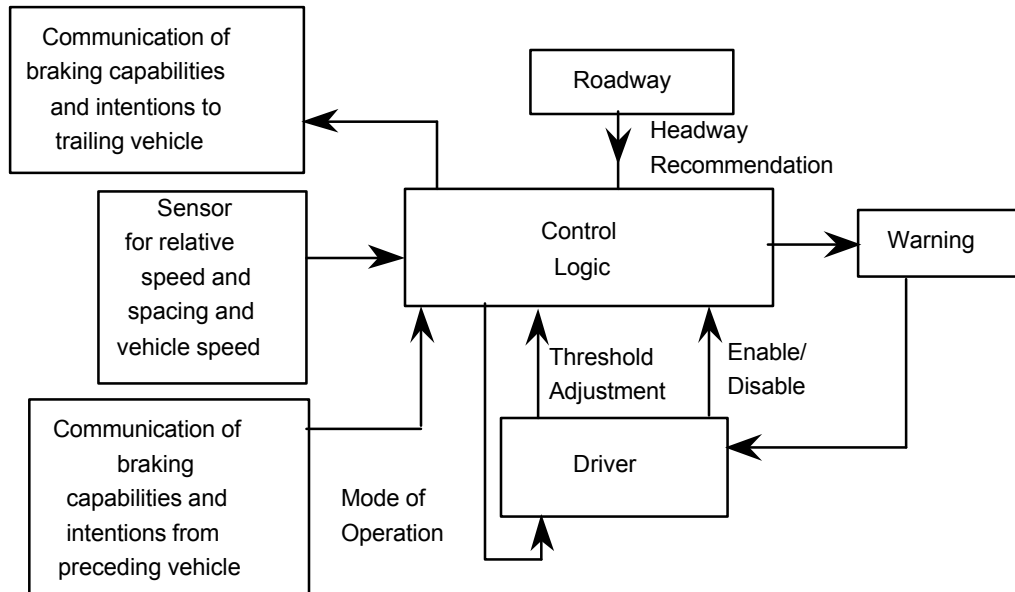 Communication of
braking capabilities
and intentions to
trailing vehicle
Roadway
Headway
Recommendation
Sensor
for relative
speed and
spacing and
vehicle speed
Control
Logic
Warning
Threshold
Adjustment
Enable/
Disable
Communication of
braking
capabilities and
intentions from
preceding vehicle
Mode of
Operation
Driver